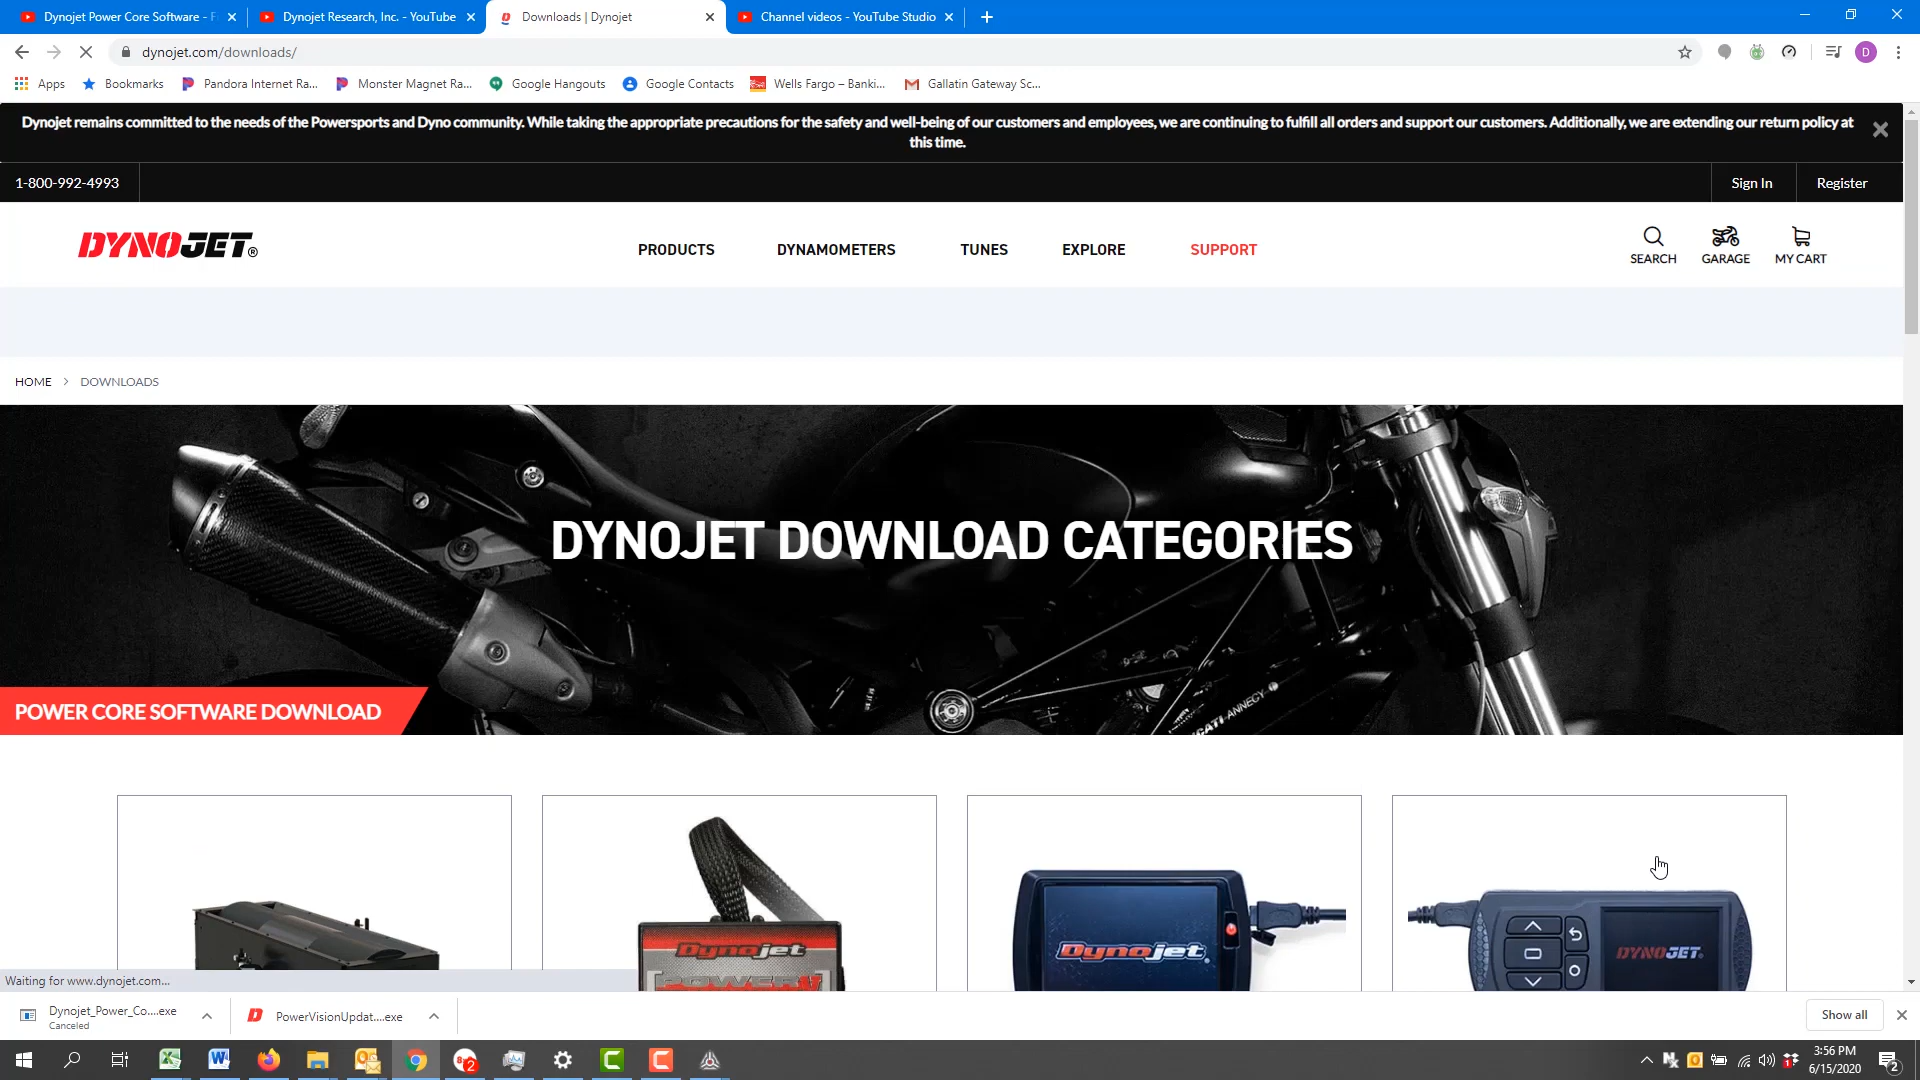 Dynojet Power Core Software - F
Dynojet Research, Inc. - YouTube
Downloads | Dynojet
Channel videos - YouTube Studio
dynojet.com/downloads/
D
Apps
Bookmarks
Pandora Internet Ra...
Monster Magnet Ra...
Google Hangouts
Google Contacts
Wells Fargo – Banki...
Gallatin Gateway Sc...
Dynojet remains committed to the needs of the Powersports and Dyno community. While taking the appropriate precautions for the safety and well-being of our customers and employees, we are continuing to fulfill all orders and support our customers. Additionally, we are extending our return policy at
this time.
1-800-992-4993
Sign In
Register
DYNOJET®
PRODUCTS
DYNAMOMETERS
TUNES
EXPLORE
SUPPORT
SEARCH
GARAGE
MY CART
HOME
DOWNLOADS
DYNOJET DOWNLOAD CATEGORIES
POWER CORE SOFTWARE DOWNLOAD
Dynojet
POWER
Dynojet
DYNOJET
Waiting for www.dynojet.com...
Dynojet_Power_Co....exe
Canceled
PowerVisionUpdat....exe
Show all
3:56 PM
6/15/2020